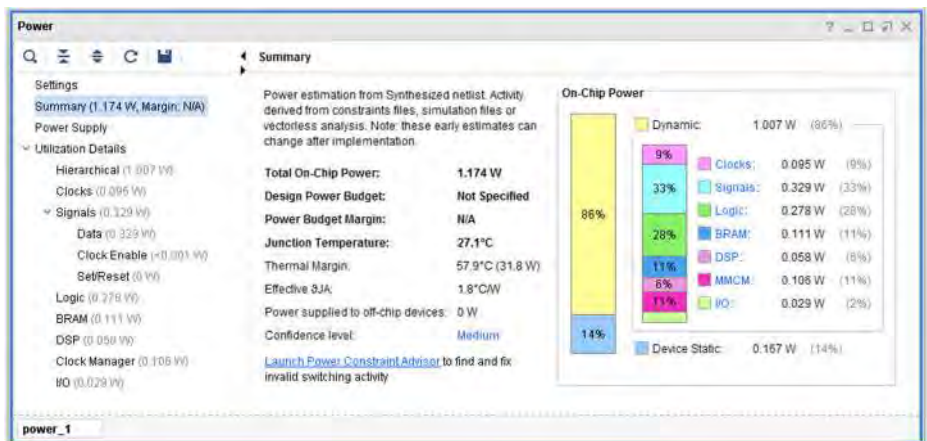 Power
Summary
Settings
Summary (1.174 W, Margin: N/A)
Power Supply
Utilization Details
Hierarchical (1.007 W)
Clocks (0.095 W)
Signals (0.329 W)
Data (0.329 W)
Clock Enable (<0.001 W)
Set/Reset (0 W)
Logic (0.278 W)
BRAM (0.111 W)
DSP (0.058 W)
Clock Manager (0.106 W)
I/O (0.029 W)
Power estimation from Synthesized netlist. Activity
derived from constraints files, simulation files or
vectorless analysis. Note: these early estimates can
change after implementation.
Total On-Chip Power: 1.174 W
Design Power Budget: Not Specified
Power Budget Margin: N/A
Junction Temperature: 27.1°C
Thermal Margin: 57.9°C (31.8 W)
Effective ϑJA: 1.8°C/W
Power supplied to off-chip devices: 0 W
Confidence level: Medium
Launch Power Constraint Advisor to find and fix
invalid switching activity
On-Chip Power
86%
14%
Dynamic: 1.007 W (86%)
9% Clocks: 0.095 W (9%)
33% Signals: 0.329 W (33%)
28% Logic: 0.278 W (28%)
11% BRAM: 0.111 W (11%)
6% DSP: 0.058 W (6%)
11% MMCM: 0.106 W (11%)
I/O: 0.029 W (2%)
Device Static: 0.167 W (14%)
power_1